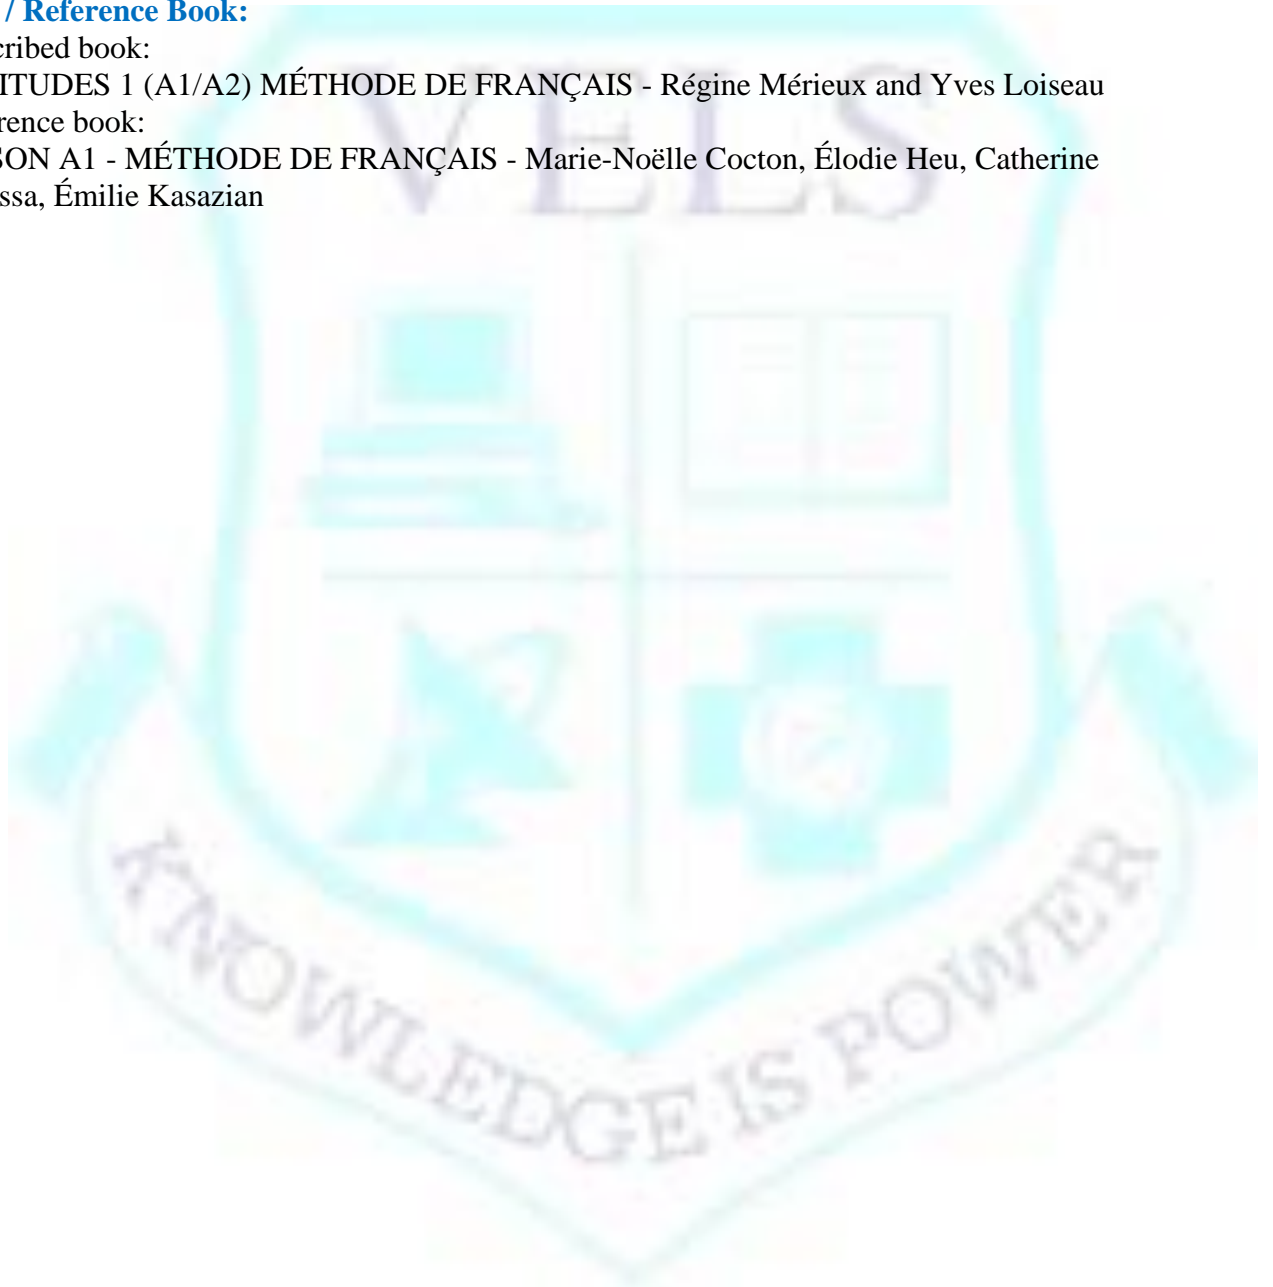 / Reference Book:
cribed book:
ITUDES 1 (A1/A2) MÉTHODE DE FRANÇAIS - Régine Mérieux and Yves Loiseau
rence book:
SON A1 - MÉTHODE DE FRANÇAIS - Marie-Noëlle Cocton, Élodie Heu, Catherine
ssa, Émilie Kasazian
VELS
KNOWLEDGE IS POWER